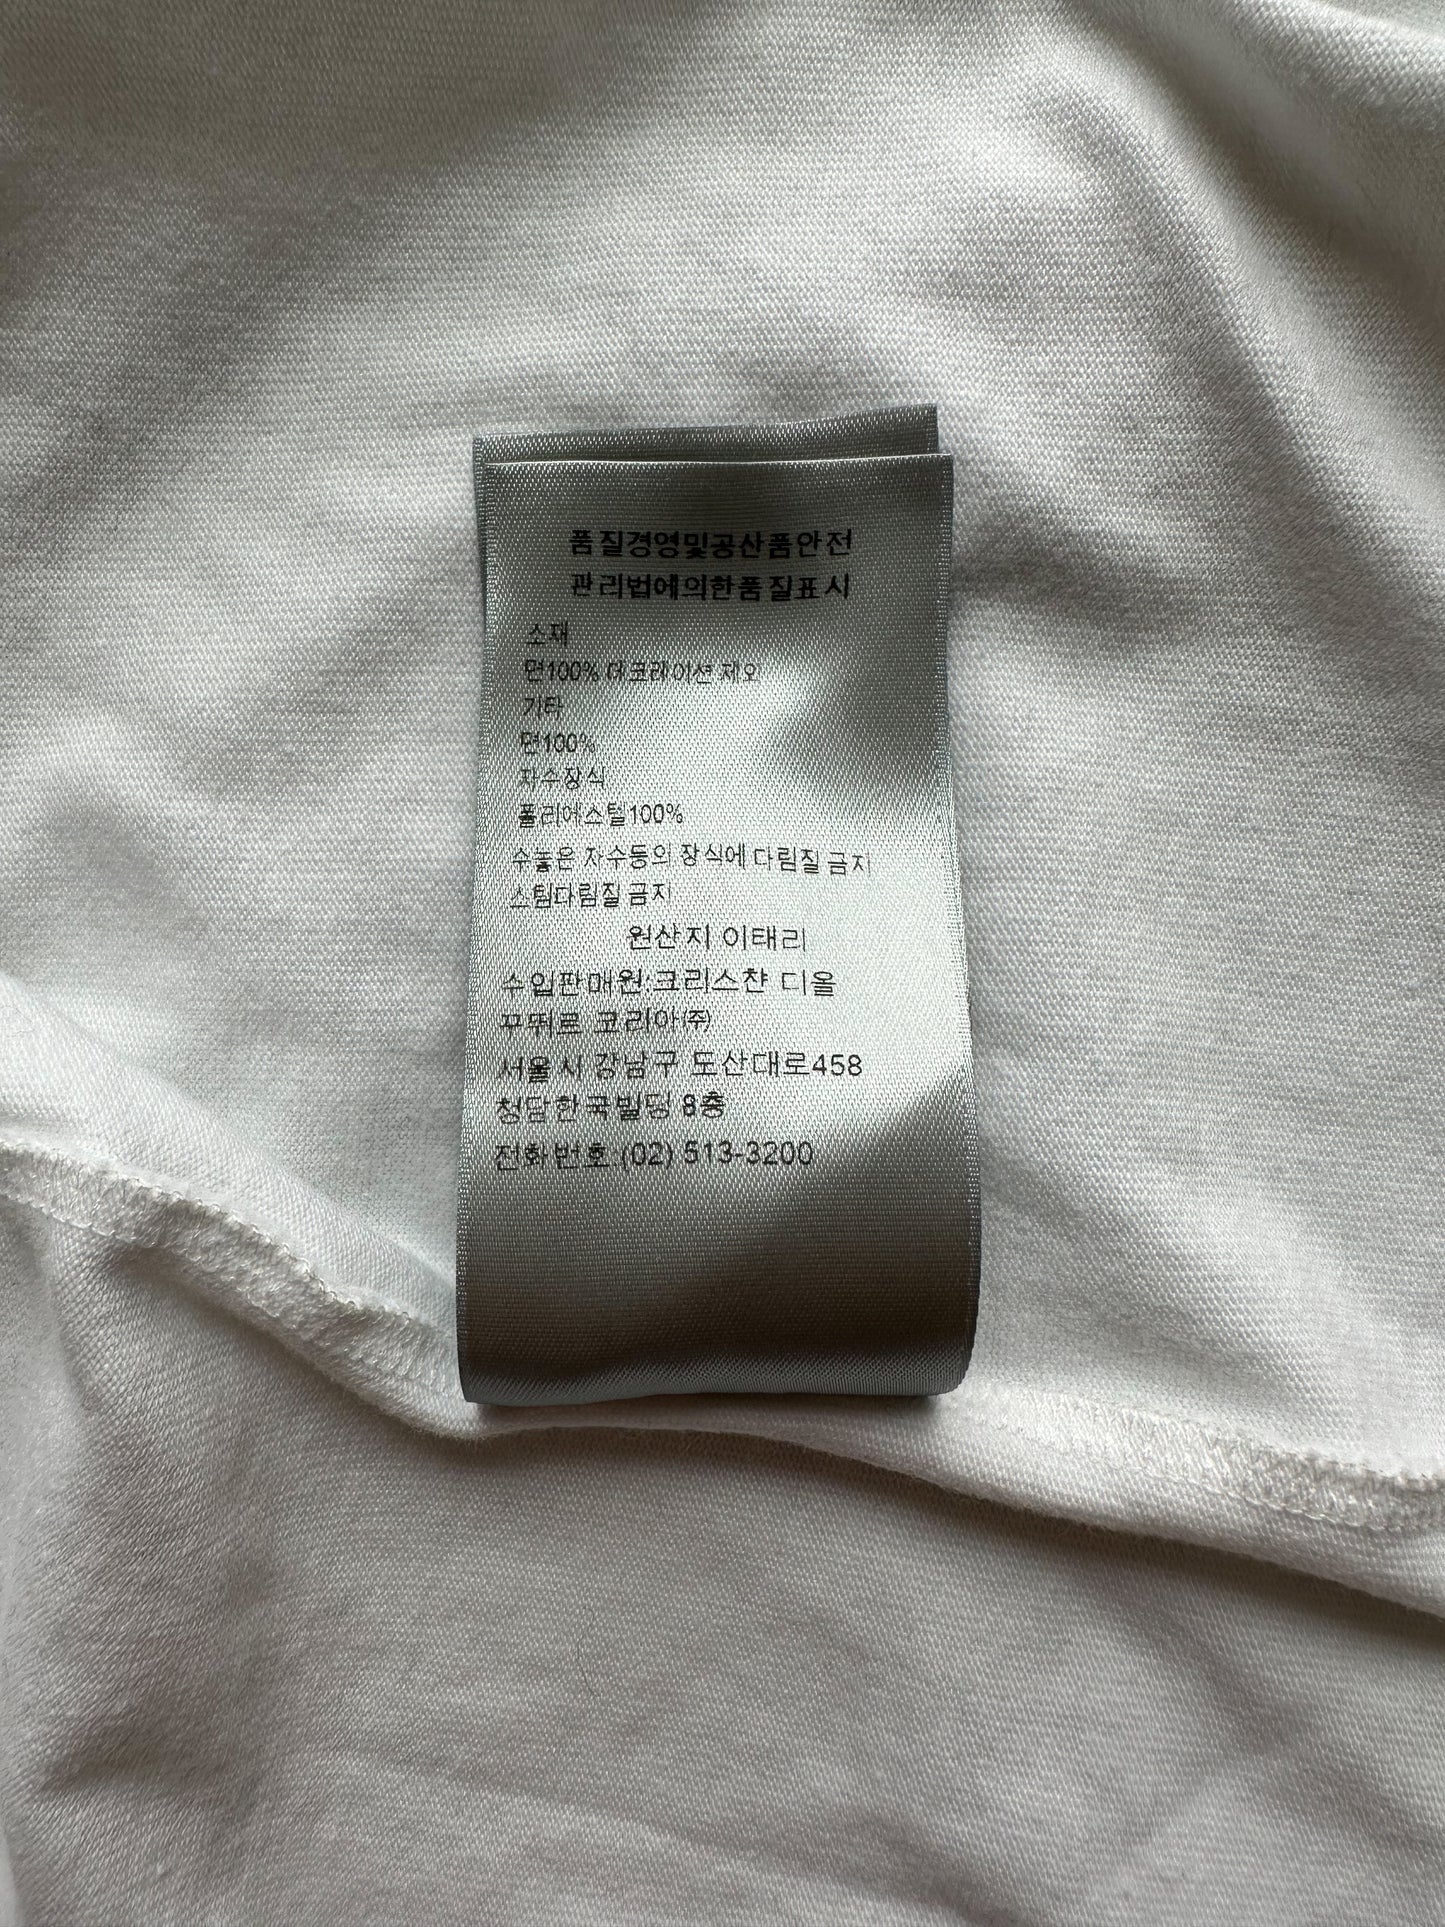 품질경영및공산품안전
관리법에의한품질표시
소재
면100% 데코레이션 제외
기타
면100%
자수장식
폴리에스텔100%
수놓은 자수등의 장식에 다림질 금지
스팀다림질 금지
원산지 이태리
수입판매원:크리스챤 디올
꾸뛰르 코리아(주)
서울시 강남구 도산대로458
청담한국빌딩 8층
전화번호:(02) 513-3200